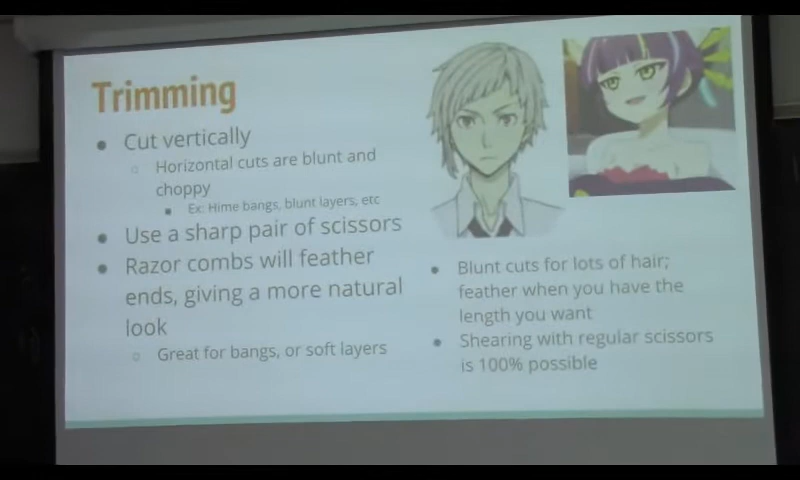 Trimming
Cut vertically
Horizontal cuts are blunt and
choppy
Ex: Hime bangs, blunt layers, etc
Use a sharp pair of scissors
Razor combs will feather
ends, giving a more natural
look
Great for bangs, or soft layers
Blunt cuts for lots of hair;
feather when you have the
length you want
Shearing with regular scissors
is 100% possible